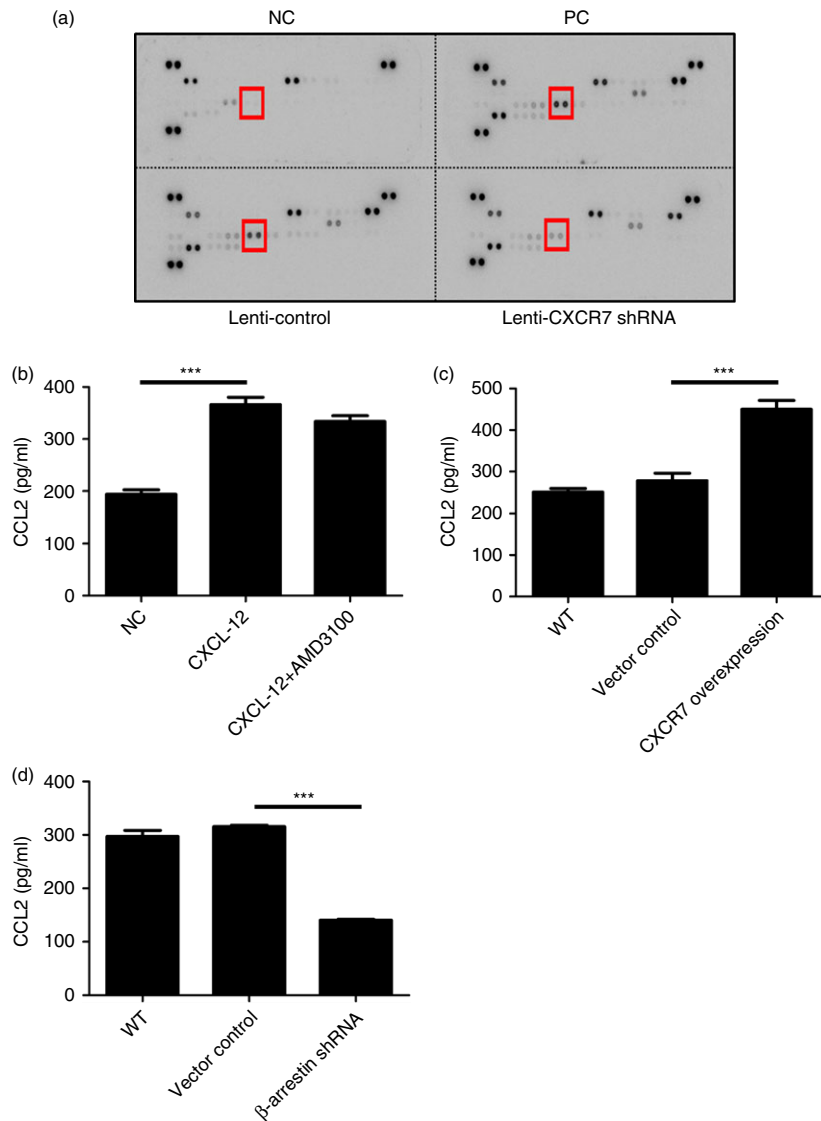 (a)
NC
PC
Lenti-control
Lenti-CXCR7 shRNA
(b)
***
CCL2 (pg/ml)
400
300
200
100
0
NC
CXCL-12
CXCL-12+AMD3100
(c)
***
CCL2 (pg/ml)
500
400
300
200
100
0
WT
Vector control
CXCR7 overexpression
(d)
***
CCL2 (pg/ml)
400
300
200
100
0
WT
Vector control
β-arrestin shRNA